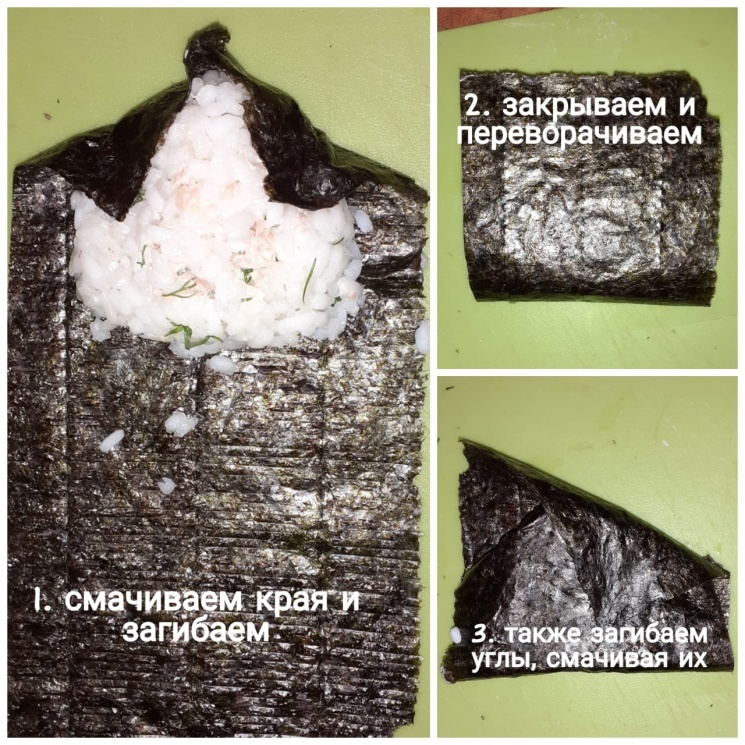 1. смачиваем края и
загибаем
2. закрываем и
переворачиваем
3. также загибаем
углы, смачивая их